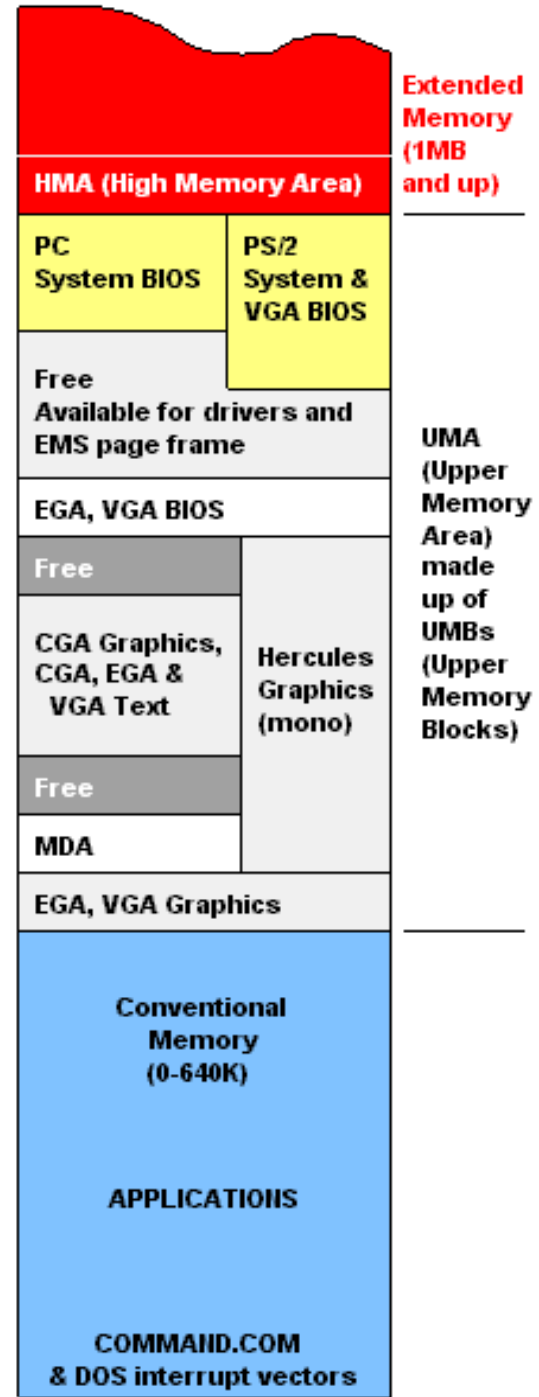 Extended
Memory
(1MB
and up)
HMA (High Memory Area)
PC
System BIOS
PS/2
System &
VGA BIOS
Free
Available for drivers and
EMS page frame
UMA
(Upper
Memory
Area)
made
up of
UMBs
(Upper
Memory
Blocks)
EGA, VGA BIOS
Free
CGA Graphics,
CGA, EGA &
VGA Text
Hercules
Graphics
(mono)
Free
MDA
EGA, VGA Graphics
Conventional
Memory
(0-640K)
APPLICATIONS
COMMAND.COM
& DOS interrupt vectors